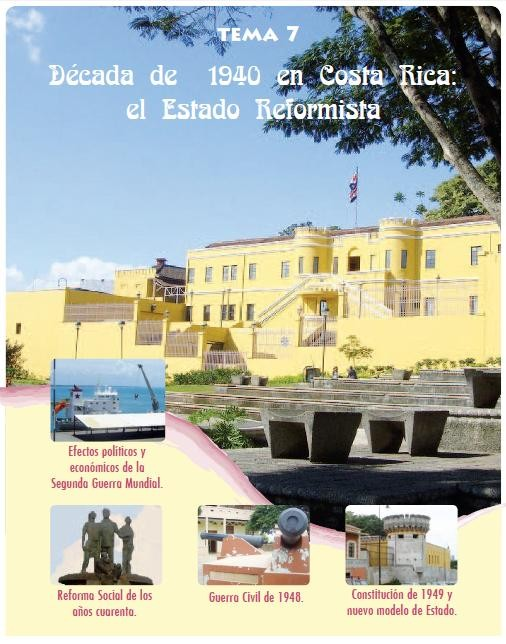 TEMA 7
Década de 1940 en Costa Rica:
el Estado Reformista
Efectos políticos y
económicos de la
Segunda Guerra Mundial.
Reforma Social de los
años cuarenta.
Guerra Civil de 1948.
Constitución de 1949 y
nuevo modelo de Estado.